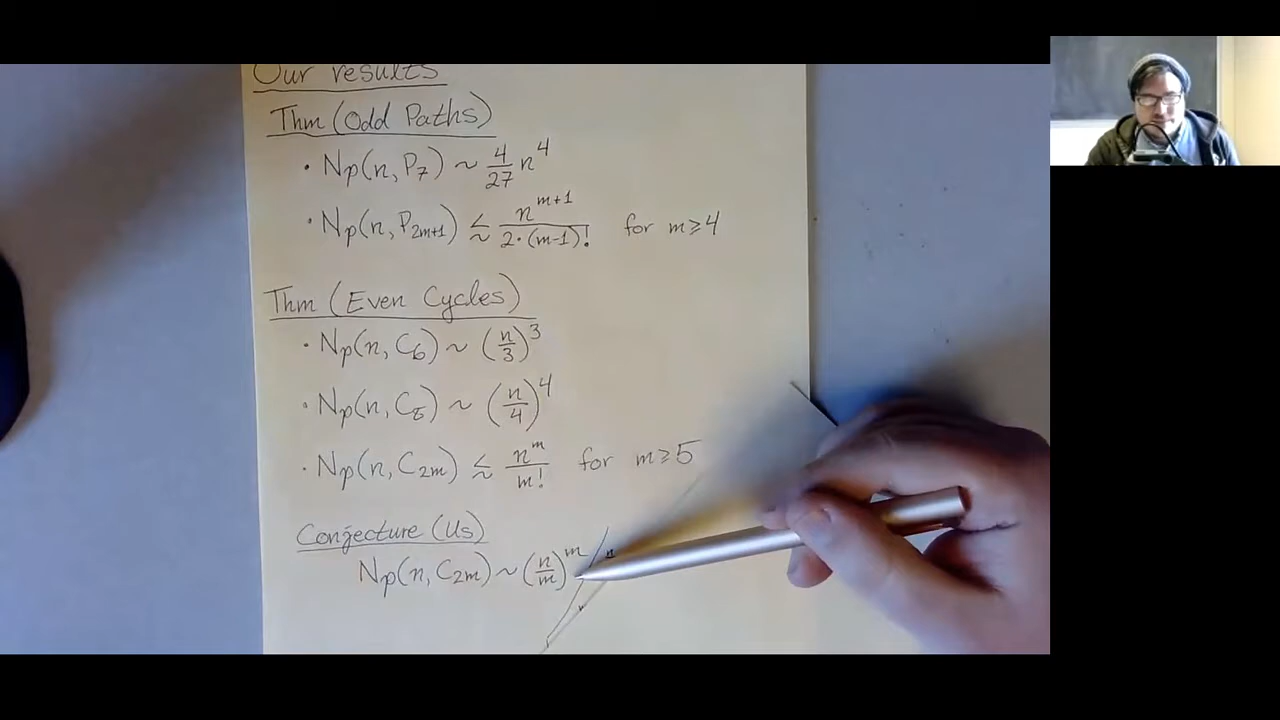 Our results
Thm (Odd Paths)
· Np(n, P₇) ~ 4/27 n⁴
· Np(n, P₂ₘ₊₁) ≲ n^(m+1) / 2·(m-1)! for m≥4
Thm (Even Cycles)
· Np(n, C₆) ~ (n/3)³
· Np(n, C₈) ~ (n/4)⁴
· Np(n, C₂ₘ) ≲ n^m / m! for m≥5
Conjecture (Us)
Np(n, C₂ₘ) ~ (n/m)^m